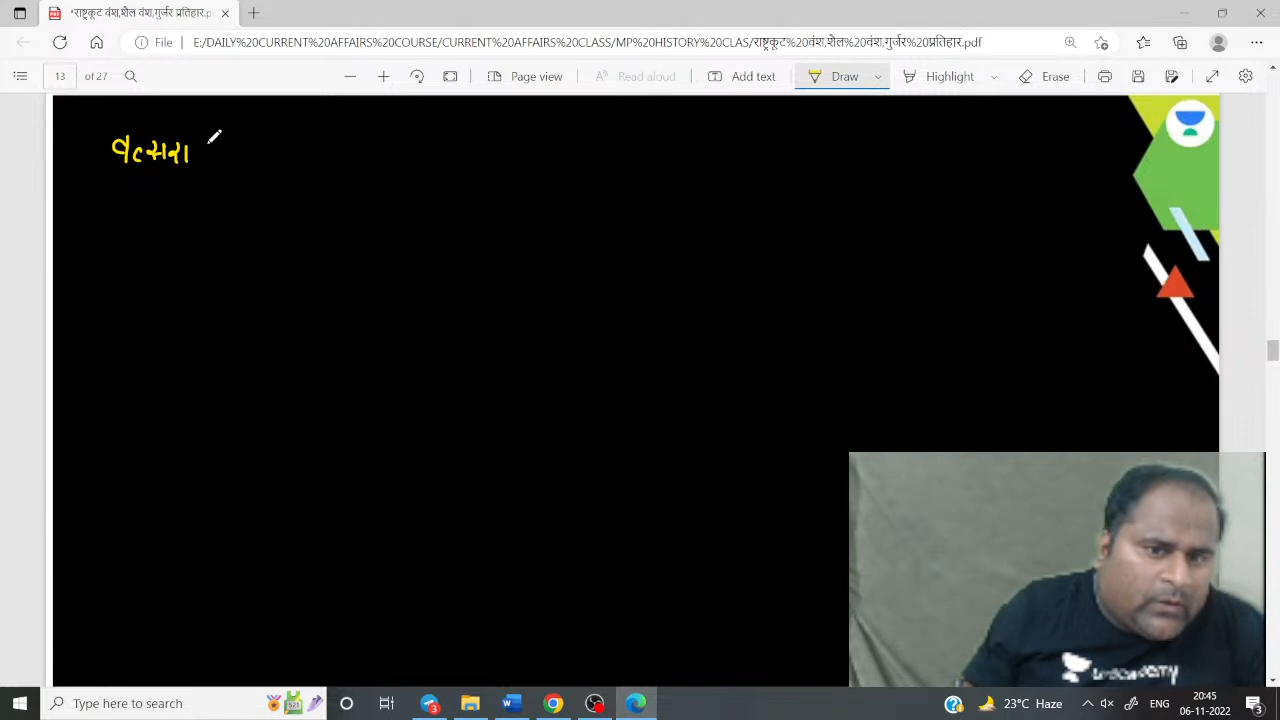 *राष्ट्रकूट वंश,शैल वंश,गुर्जर प्रतिहार.p
File E:/DAILY%20CURRENT%20AFFAIRS%20COURSE/CURRENT%20AFFAIRS%20CLASS/MP%20HISTORY%20CLAS/राष्ट्रकूट%20वंश,शैल%20वंश,गुर्जर%20प्रतिहार.pdf
13 of 27 Page view Read aloud Add text Draw Highlight Erase
वत्सरा
unacademy
Type here to search 23°C Haze ENG 20:45
06-11-2022